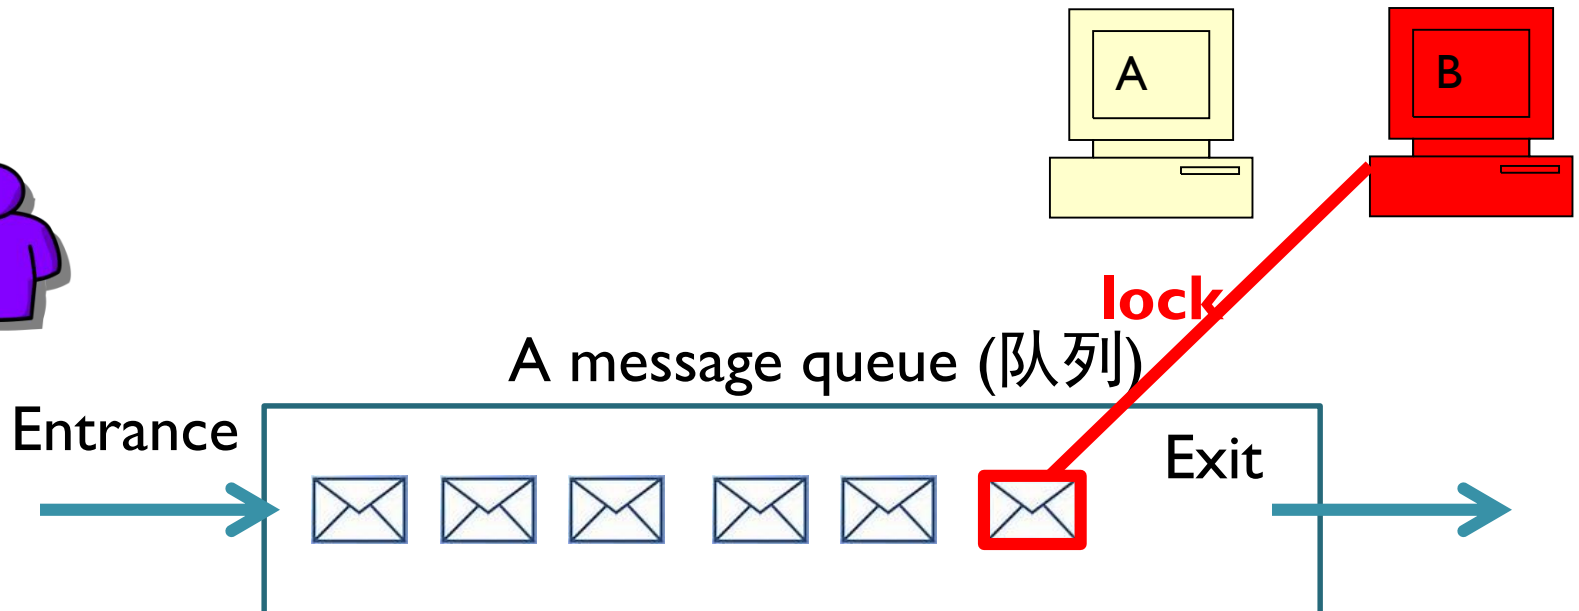 A
B
lock
A message queue (队列)
Entrance
Exit